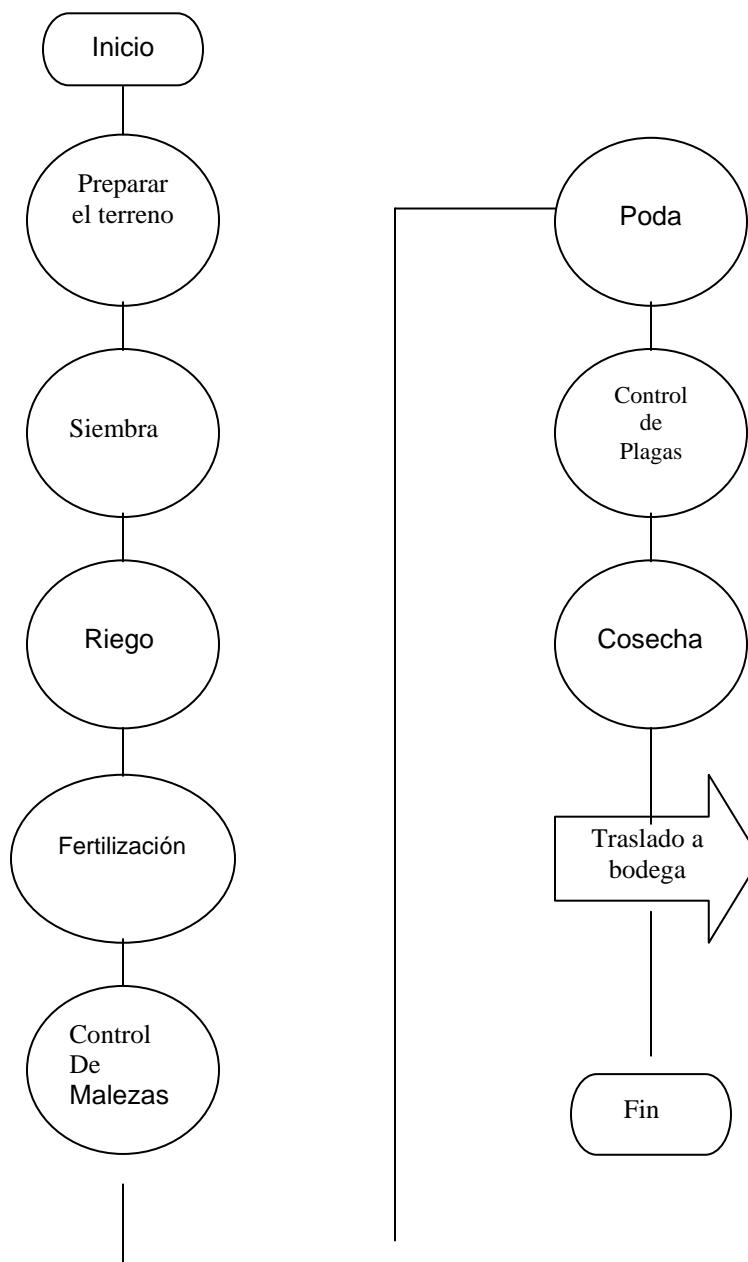 Inicio
Preparar
el terreno
Siembra
Riego
Fertilización
Control
De
Malezas
Poda
Control
de
Plagas
Cosecha
Traslado a
bodega
Fin